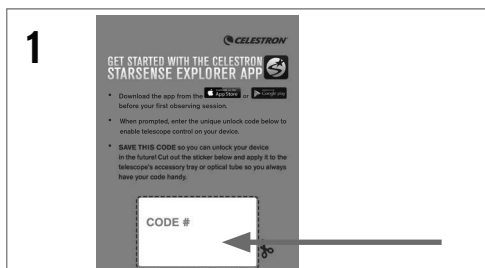 1
CELESTRON
GET STARTED WITH THE CELESTRON
STARSENSE EXPLORER APP
• Download the app from the App Store or Google play
before your first observing session.
• When prompted, enter the unique unlock code below to
enable telescope control on your device.
• SAVE THIS CODE so you can unlock your device
in the future! Cut out the sticker below and apply it to the
telescope's accessory tray or optical tube so you always
have your code handy.
CODE #